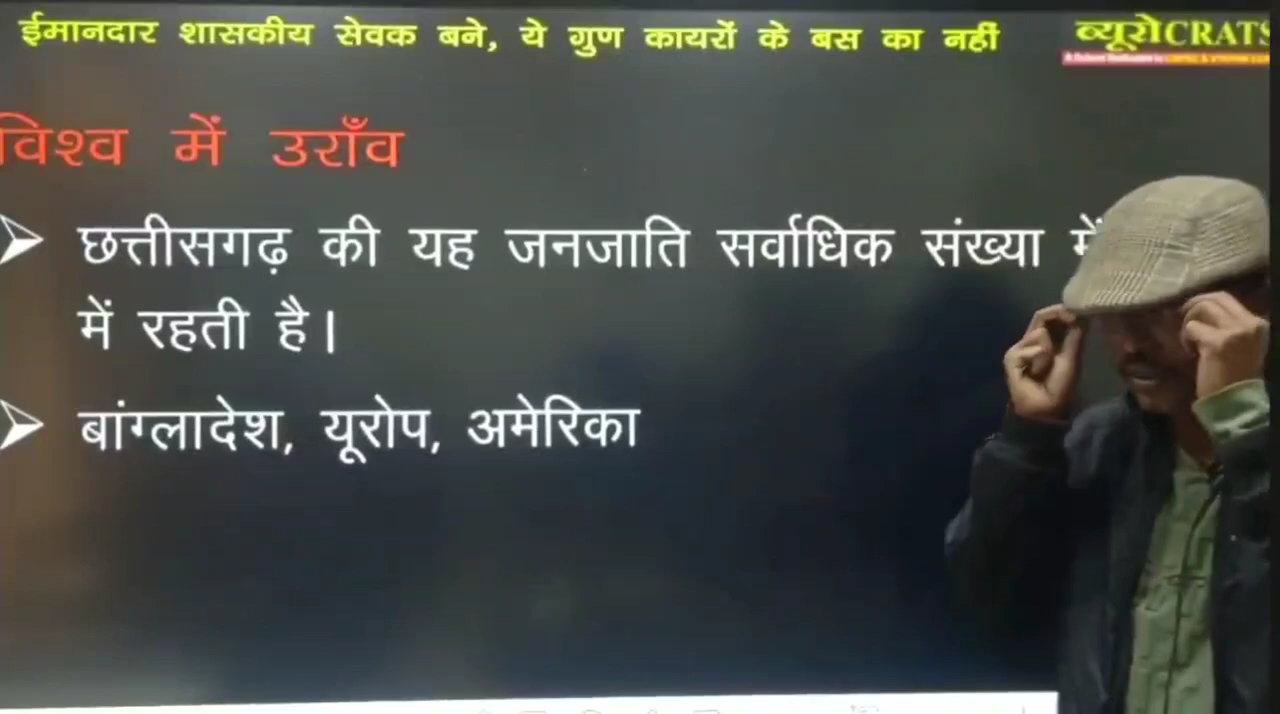 ईमानदार शासकीय सेवक बने, ये गुण कायरों के बस का नहीं
व्यूरोCRATS
विश्व में उराँव
छत्तीसगढ़ की यह जनजाति सर्वाधिक संख्या में
में रहती है।
बांग्लादेश, यूरोप, अमेरिका